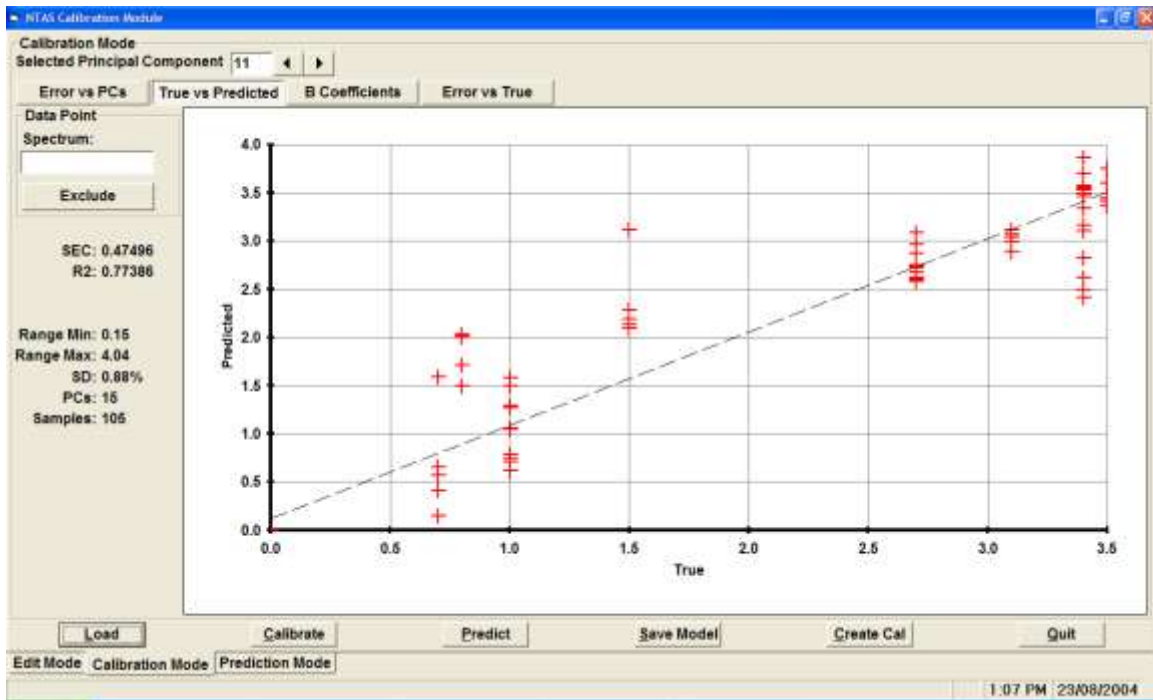 NTAS Calibration Module
Calibration Mode
Selected Principal Component 11
Error vs PCs True vs Predicted B Coefficients Error vs True
Data Point
Spectrum:
Exclude
SEC: 0.47496
R2: 0.77386
Range Min: 0.15
Range Max: 4.04
SD: 0.88%
PCs: 15
Samples: 105
4.0
3.5
3.0
2.5
2.0
1.5
1.0
0.5
0.0
Predicted
0.0 0.5 1.0 1.5 2.0 2.5 3.0 3.5
True
Load Calibrate Predict Save Model Create Cal Quit
Edit Mode Calibration Mode Prediction Mode
1:07 PM 23/08/2004